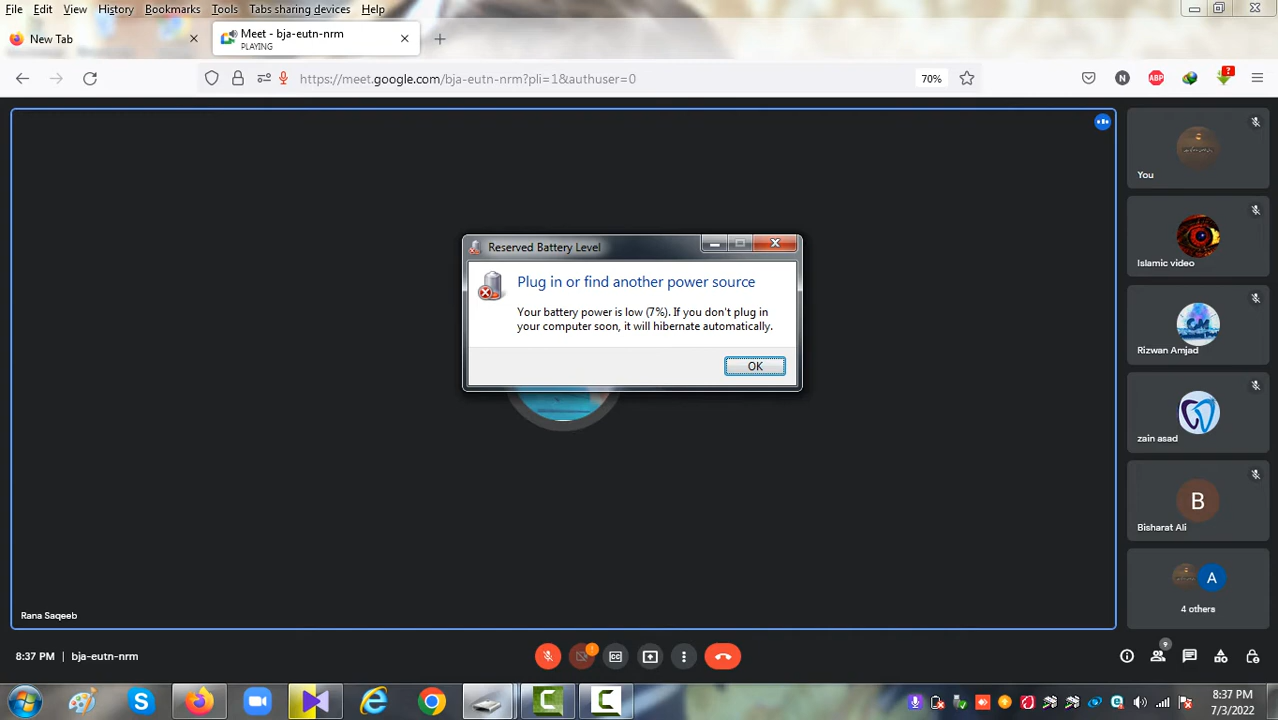 File Edit View History Bookmarks Tools Tabs sharing devices Help
New Tab
Meet - bja-eutn-nrm
PLAYING
https://meet.google.com/bja-eutn-nrm?pli=1&authuser=0
70%
N
ABP
?
You
Islamic video
Rizwan Amjad
zain asad
B
Bisharat Ali
A
4 others
Reserved Battery Level
Plug in or find another power source
Your battery power is low (7%). If you don't plug in
your computer soon, it will hibernate automatically.
OK
Rana Saqeeb
8:37 PM | bja-eutn-nrm
CC
9
8:37 PM
7/3/2022